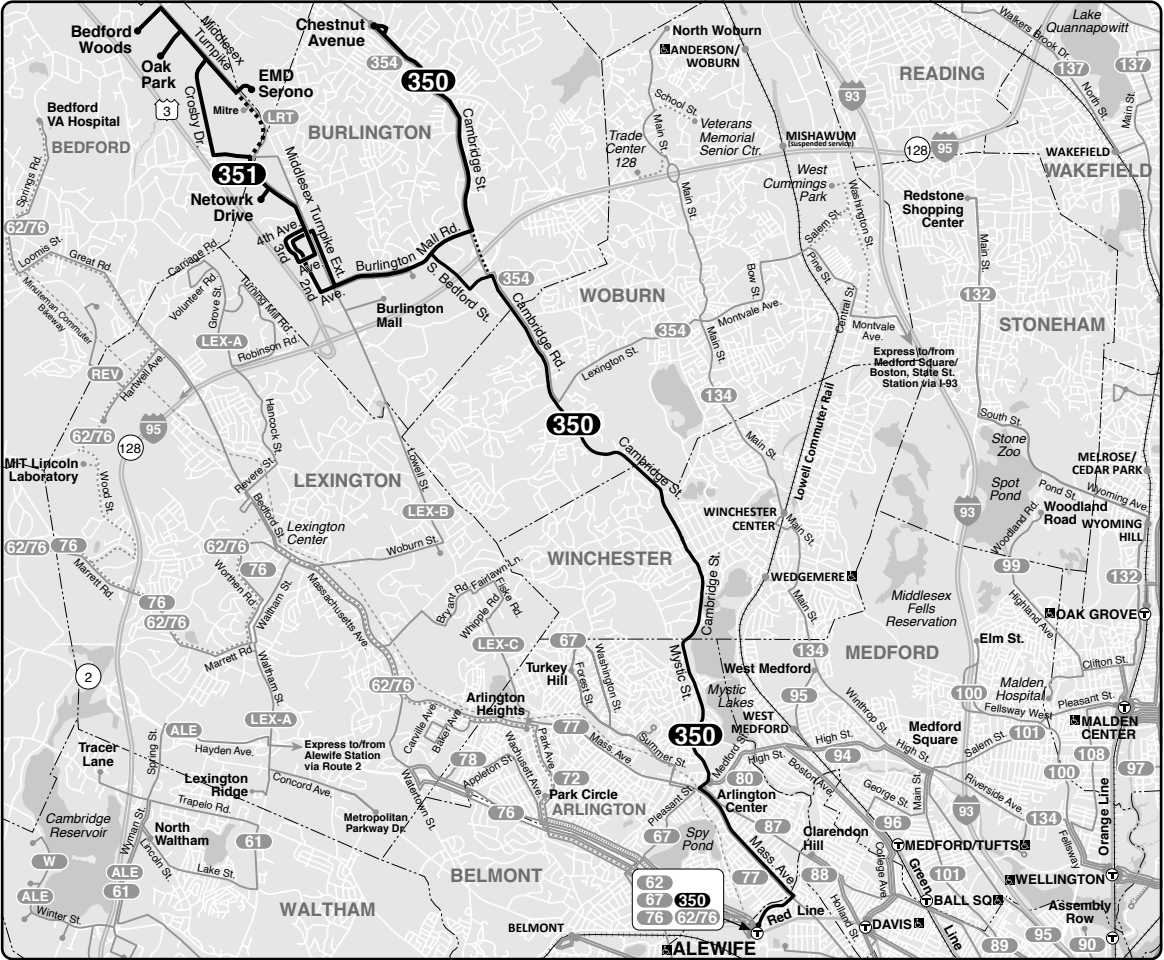 Bedford
Woods
Middlesex
Turnpike
Chestnut
Avenue
Oak
Park
354
350
EMD
Serono
3
Mitre
LRT
Crosby Dr.
Bedford
VA Hospital
BEDFORD
BURLINGTON
Cambridge St.
North Woburn
ANDERSON/
WOBURN
School St.
Main St.
Veterans
Memorial
Senior Ctr.
Trade
Center
128
MISHAWUM
(suspended service)
West
Cummings
Park
READING
93
128
95
Walkers Brook Dr.
Lake
Quannapowitt
137
137
North St.
Main St.
WAKEFIELD
WAKEFIELD
Redstone
Shopping
Center
Springs Rd.
351
Netowrk
Drive
Middlesex Turnpike Ext.
4th Ave.
3rd
Ave.
2nd
Ave.
Burlington Mall Rd.
S. Bedford St.
354
Burlington
Mall
62/76
Loomis St.
Great Rd.
Carriage Rd.
Minuteman Commuter
Bikeway
Volunteer Rd.
Grove St.
Turning Mill Rd.
LEX-A
Robinson Rd.
REV
Hartwell Ave.
Main St.
Salem St.
Washington St.
Pine St.
Bow St.
WOBURN
Montvale Ave.
Central St.
Montvale
Ave.
354
Main St.
Lexington St.
Cambridge Rd.
Main St.
132
STONEHAM
Express to/from
Medford Square/
Boston, State St.
Station via I-93
134
62/76
95
128
Hancock St.
350
Cambridge St.
Main St.
Lowell Commuter Rail
South St.
Stone
Zoo
MIT Lincoln
Laboratory
Wood St.
Revere St.
LEXINGTON
Lowell St.
Bedford St.
LEX-B
Lexington
Center
Woburn St.
WINCHESTER
CENTER
Main St.
Spot
Pond
Pond St.
MELROSE/
CEDAR PARK
Wyoming Ave.
Woodland
Road
WYOMING
HILL
93
Woodland Rd.
99
62/76
76
Marrett Rd.
62/76
76
Worthen Rd.
Waltham St.
Massachusetts Ave.
WINCHESTER
Cambridge St.
WEDGEMERE
Main St.
Middlesex
Fells
Reservation
Highland Ave.
132
OAK GROVE
T
76
62/76
Marrett Rd.
Bryant Rd.
Fairlawn Ln.
Fiske Rd.
Whipple Rd.
LEX-C
67
Turkey
Hill
Forest St.
Washington St.
Mystic St.
134
MEDFORD
Elm St.
Clifton St.
2
Waltham St.
62/76
Arlington
Heights
West Medford
95
Mystic
Lakes
Malden
Hospital
100
Fellsway West
Pleasant St.
T
MALDEN
CENTER
ALE
LEX-A
Hayden Ave.
Spring St.
Express to/from
Alewife Station
via Route 2
Carville Ave.
Baker Ave.
77
Mass. Ave.
Summer St.
350
WEST
MEDFORD
Medford St.
Winthrop St.
High St.
94
High St.
Medford
Square
Salem St.
101
108
Tracer
Lane
Lexington
Ridge
Concord Ave.
Watertown St.
78
Appleton St.
Wachusett Ave.
Park Ave.
72
Park Circle
ARLINGTON
80
High St.
Boston Ave.
Arlington
Center
Pleasant St.
George St.
Main St.
100
97
Riverside Ave.
Trapelo Rd.
Metropolitan
Parkway Dr.
76
Cambridge
Reservoir
Wyman St.
North
Waltham
Lincoln St.
61
Lake St.
67
Spy
Pond
87
Clarendon
Hill
96
93
134
Fellsway
Orange Line
T
MEDFORD/TUFTS
W
ALE
61
ALE
Winter St.
WALTHAM
BELMONT
Mass. Ave
77
88
College Ave.
Green
Line
101
WELLINGTON
T
62
67
350
76
62/76
Holland St.
T
BALL SQ
Assembly
Row
BELMONT
Red Line
T
DAVIS
T
ALEWIFE
89
95
90
T